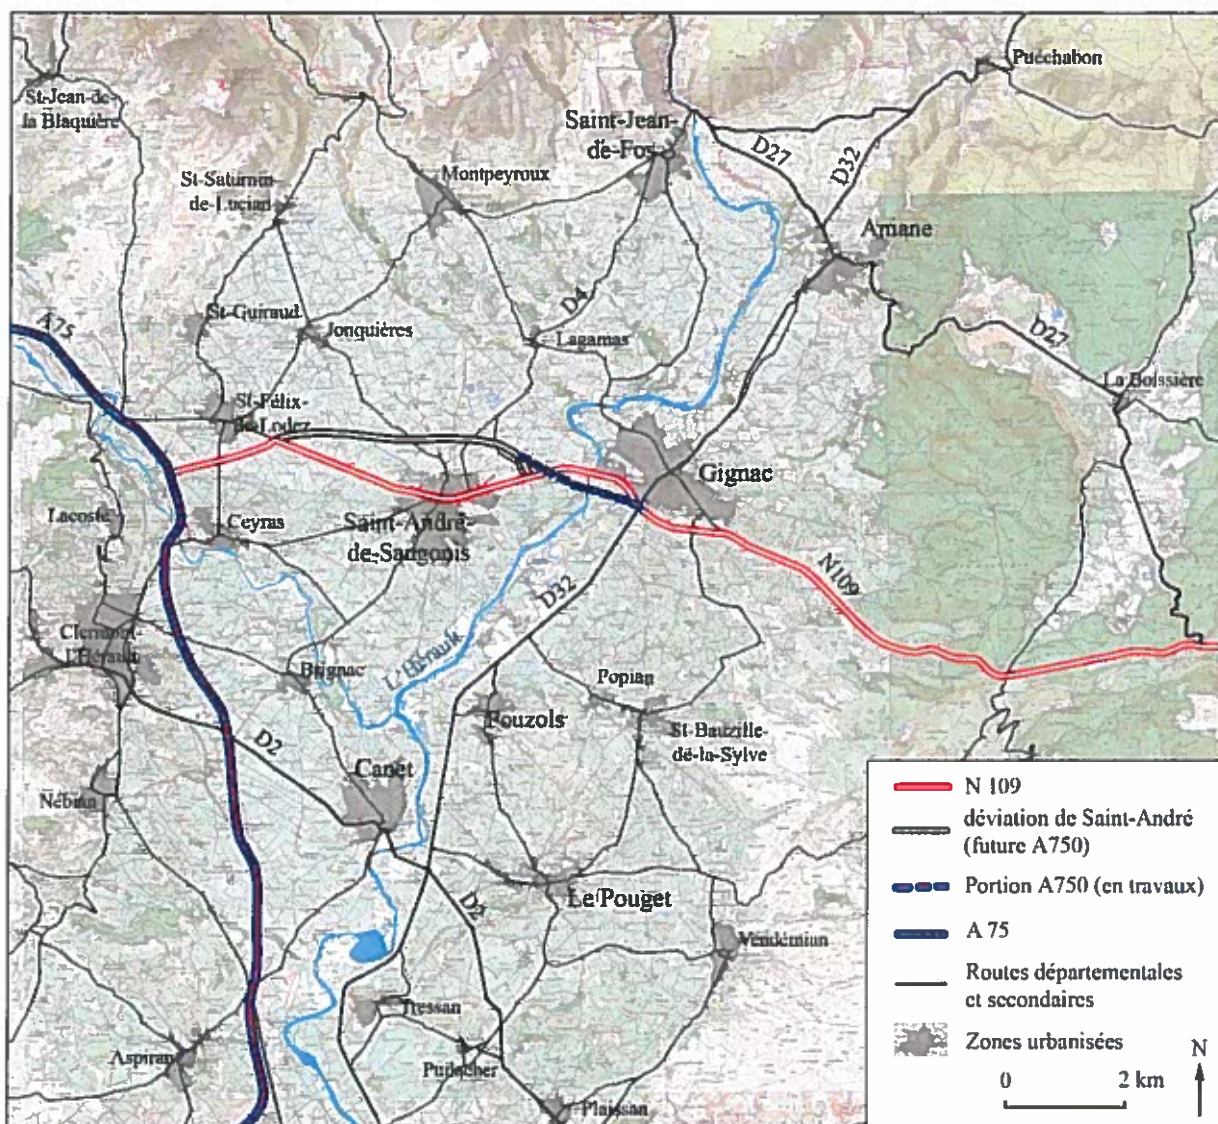 Puéchabon
St-Jean-de-
la Blaquière
Saint-Jean-
de-Fos
D27
D32
St-Saturnin-
de-Lucian
Montpeyroux
Aniane
St-Guiraud
D4
A75
Jonquières
Lagamas
D27
La Boissière
St-Félix-
de-Lodez
Gignac
Lacoste
Ceyras
Saint-André-
de-Sangonis
N109
D32
Clermont-
l'Hérault
Brignac
L'Hérault
Popian
Pouzols
St-Bauzille-
de-la-Sylve
D2
Canet
Nébian
Le Pouget
D2
Vendémian
Tressan
Aspiran
Puilacher
Plaissan
N 109
déviation de Saint-André
(future A750)
Portion A750 (en travaux)
A 75
Routes départementales
et secondaires
Zones urbanisées
N
0 2 km